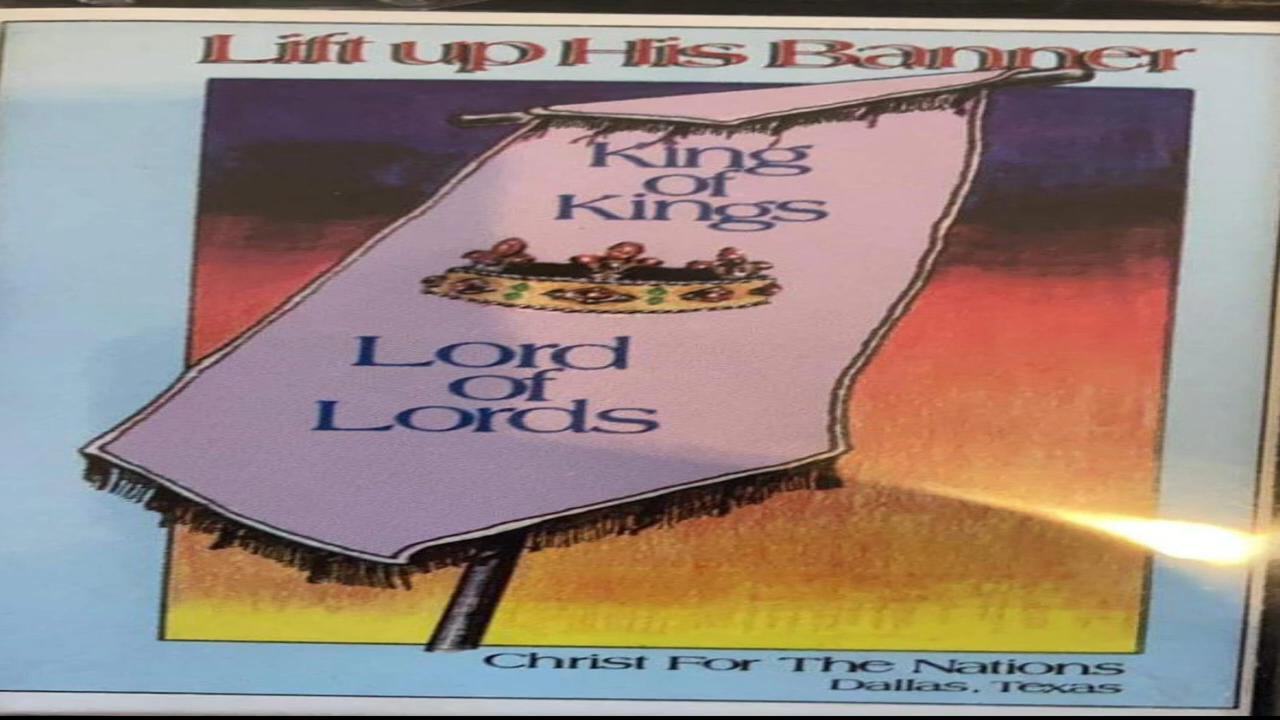 Lift up His Banner
King
of
Kings
Lord
of
Lords
Christ For The Nations
Dallas, Texas